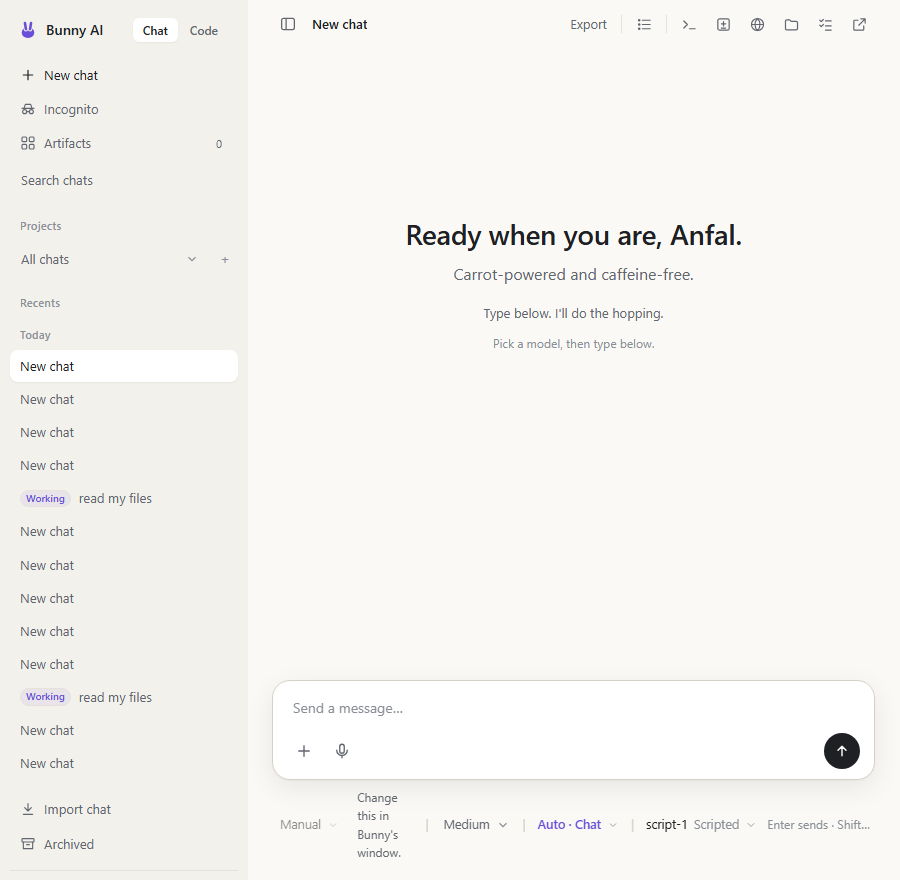 Bunny AI
Chat
Code
New chat
Incognito
Artifacts
0
Search chats
Projects
All chats
+
Recents
Today
New chat
New chat
New chat
New chat
Working read my files
New chat
New chat
New chat
New chat
New chat
Working read my files
New chat
New chat
Import chat
Archived
New chat
Export
Ready when you are, Anfal.
Carrot-powered and caffeine-free.
Type below. I'll do the hopping.
Pick a model, then type below.
Send a message...
Manual
Change
this in
Bunny's
window.
Medium
Auto · Chat
script-1 Scripted
Enter sends · Shift...